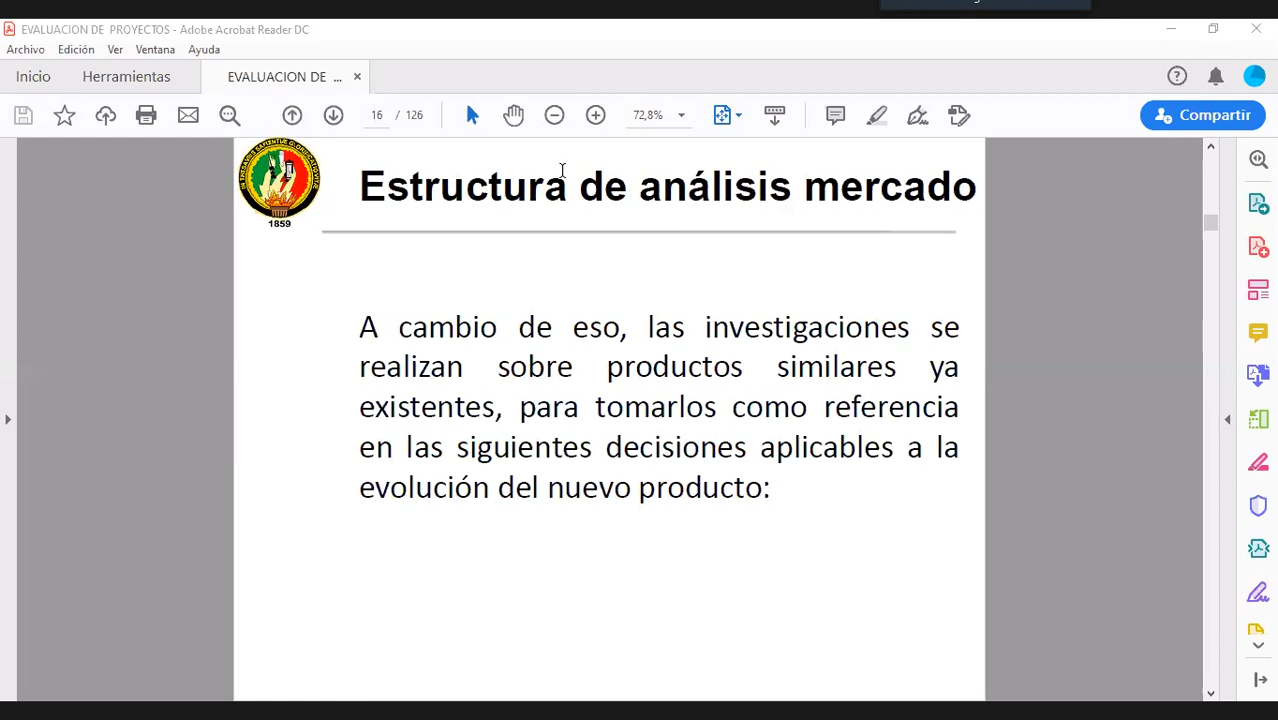 EVALUACION DE PROYECTOS - Adobe Acrobat Reader DC
Archivo Edición Ver Ventana Ayuda
Inicio Herramientas EVALUACION DE ... ×
16 / 126 72,8% Compartir
Estructura de análisis mercado
1859
A cambio de eso, las investigaciones se
realizan sobre productos similares ya
existentes, para tomarlos como referencia
en las siguientes decisiones aplicables a la
evolución del nuevo producto: